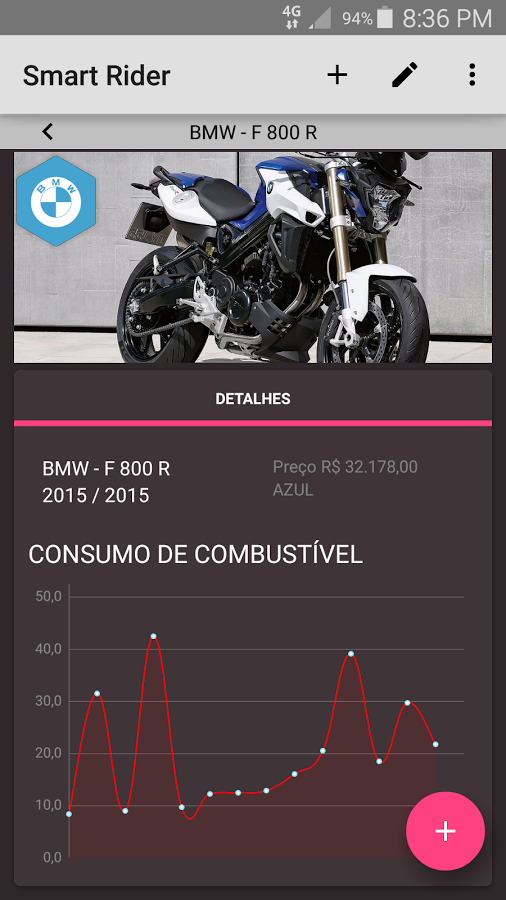 4G 94% 8:36 PM
Smart Rider
BMW - F 800 R
BMW
DETALHES
BMW - F 800 R
2015 / 2015
Preço R$ 32.178,00
AZUL
CONSUMO DE COMBUSTÍVEL
50,0
40,0
30,0
20,0
10,0
0,0